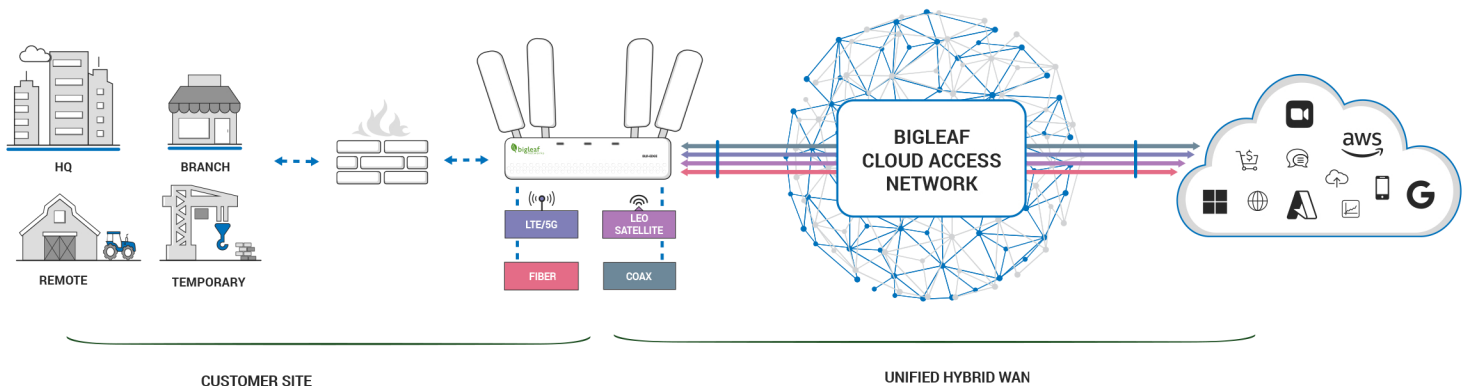 HQ
BRANCH
REMOTE
TEMPORARY
bigleaf
LTE/5G
LEO
SATELLITE
FIBER
COAX
BIGLEAF
CLOUD ACCESS
NETWORK
aws
G
CUSTOMER SITE
UNIFIED HYBRID WAN